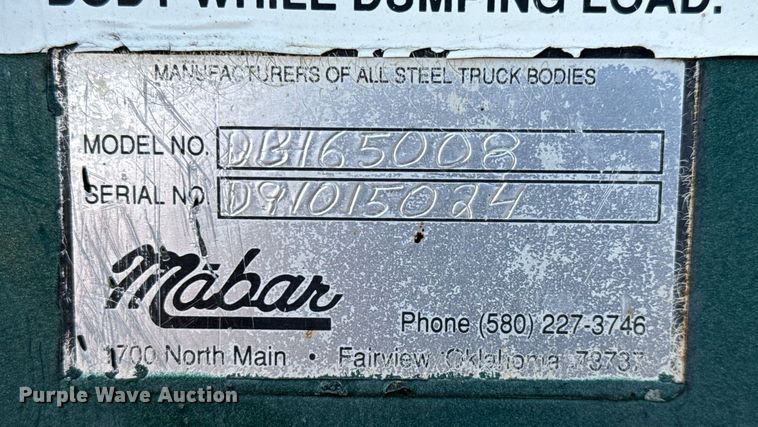 BODY WHILE DUMPING LOAD.
MANUFACTURERS OF ALL STEEL TRUCK BODIES
MODEL NO. DB165008
SERIAL NO. D91015024
Mabar
Phone (580) 227-3746
1700 North Main • Fairview, Oklahoma 73737
Purple Wave Auction